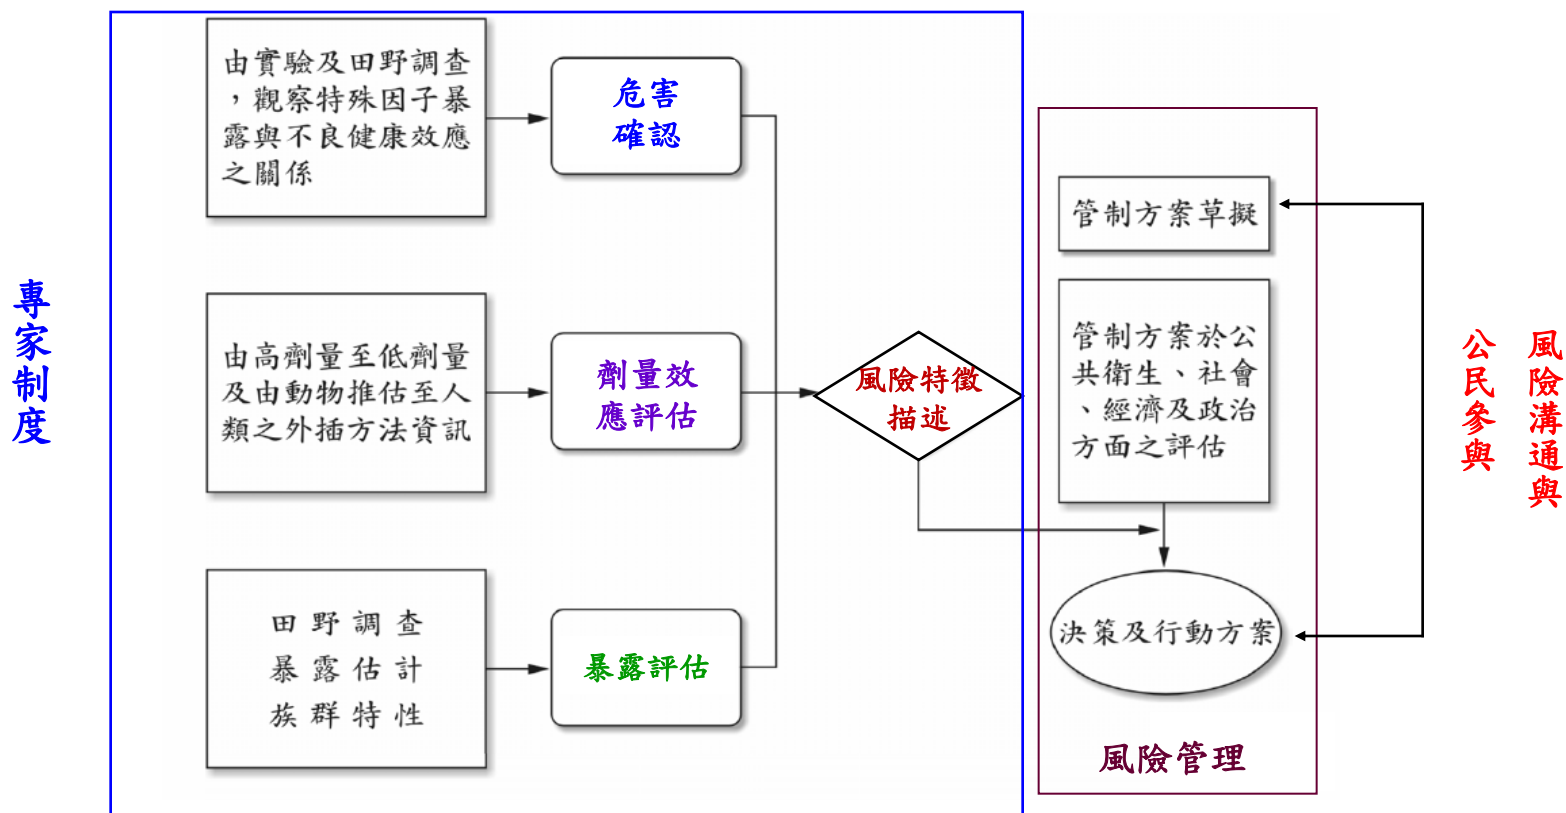 專家制度
由實驗及田野調查
，觀察特殊因子暴
露與不良健康效應
之關係
危害
確認
由高劑量至低劑量
及由動物推估至人
類之外插方法資訊
劑量效
應評估
田野調查
暴露估計
族群特性
暴露評估
風險特徵
描述
管制方案草擬
管制方案於公
共衛生、社會
、經濟及政治
方面之評估
決策及行動方案
風險管理
風險溝通與
公民參與